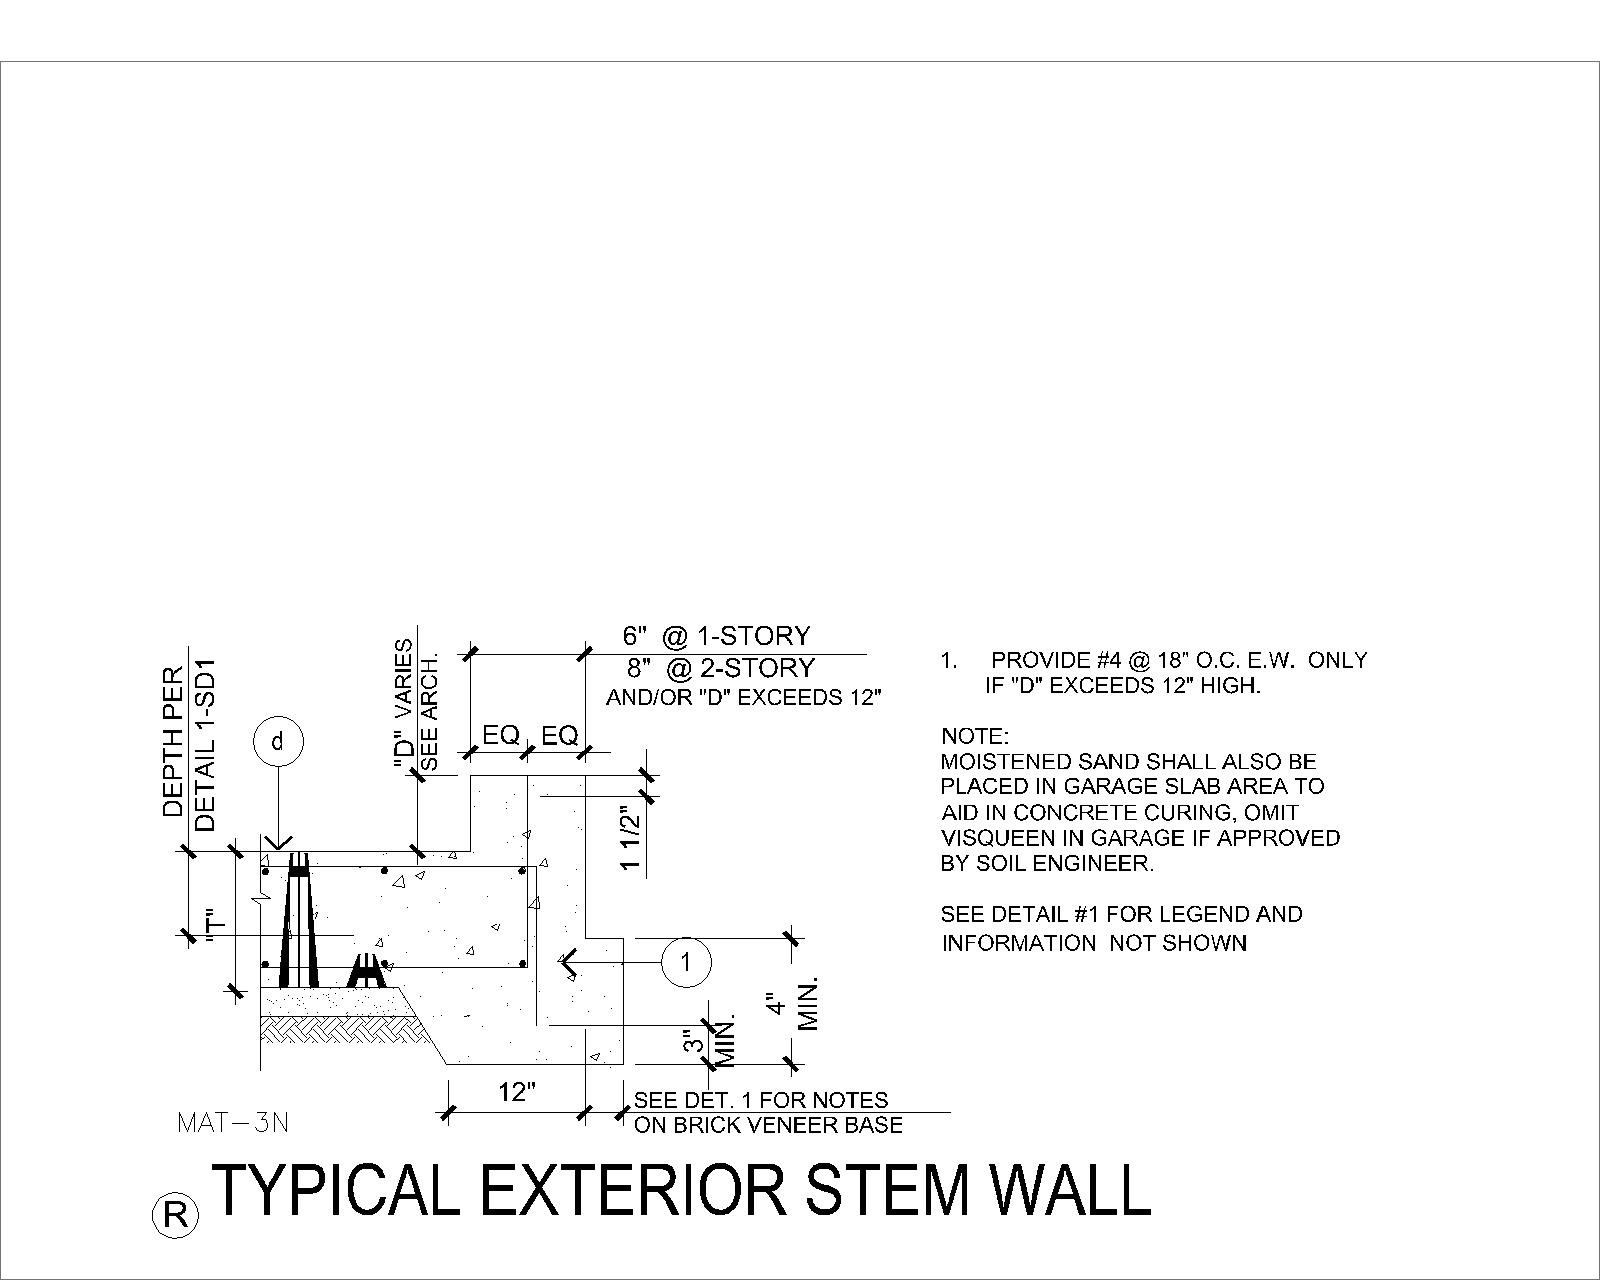 6" @ 1-STORY
8" @ 2-STORY
AND/OR "D" EXCEEDS 12"
"D" VARIES
SEE ARCH.
DEPTH PER
DETAIL 1-SD1
d
EQ EQ
1 1/2"
"T"
1
4"
MIN.
3"
MIN.
12"
SEE DET. 1 FOR NOTES
ON BRICK VENEER BASE
1. PROVIDE #4 @ 18" O.C. E.W. ONLY
IF "D" EXCEEDS 12" HIGH.
NOTE:
MOISTENED SAND SHALL ALSO BE
PLACED IN GARAGE SLAB AREA TO
AID IN CONCRETE CURING, OMIT
VISQUEEN IN GARAGE IF APPROVED
BY SOIL ENGINEER.
SEE DETAIL #1 FOR LEGEND AND
INFORMATION NOT SHOWN
MAT-3N
R TYPICAL EXTERIOR STEM WALL